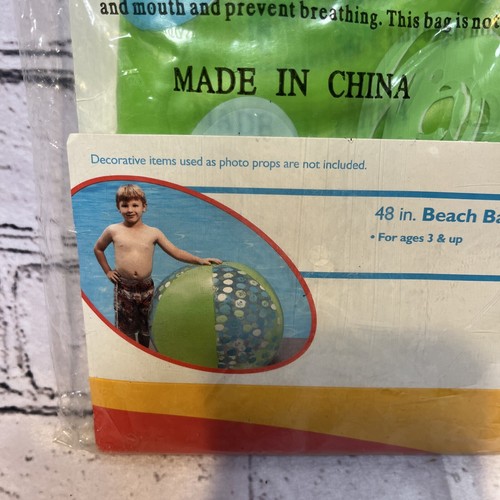 and mouth and prevent breathing. This bag is not
MADE IN CHINA
Decorative items used as photo props are not included.
48 in. Beach Ba
• For ages 3 & up